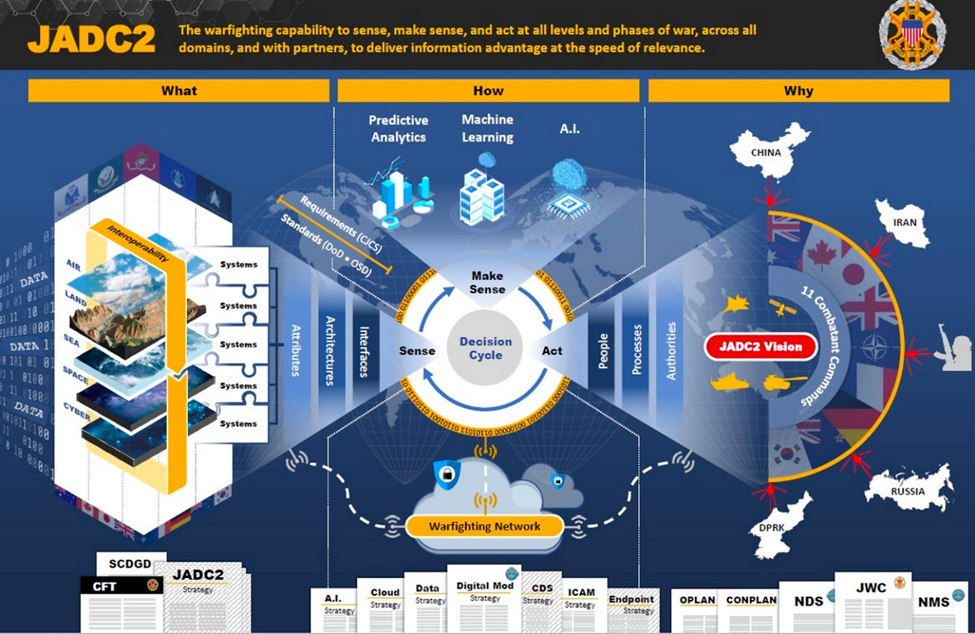 JADC2
The warfighting capability to sense, make sense, and act at all levels and phases of war, across all
domains, and with partners, to deliver information advantage at the speed of relevance.
What
How
Why
Predictive
Analytics
Machine
Learning
A.I.
Requirements (CJCS)
Standards (DoD • OSD)
Interoperability
AIR
LAND
SEA
SPACE
CYBER
DATA
DATA
DATA
Systems
Systems
Systems
Systems
Systems
Attributes
Architectures
Interfaces
Make
Sense
Sense
Decision
Cycle
Act
People
Processes
Authorities
JADC2 Vision
11 Combatant Commands
CHINA
IRAN
RUSSIA
DPRK
Warfighting Network
SCDGD
CFT
JADC2
Strategy
A.I.
Strategy
Cloud
Strategy
Data
Strategy
Digital Mod
Strategy
CDS
Strategy
ICAM
Strategy
Endpoint
Strategy
OPLAN
CONPLAN
NDS
JWC
NMS